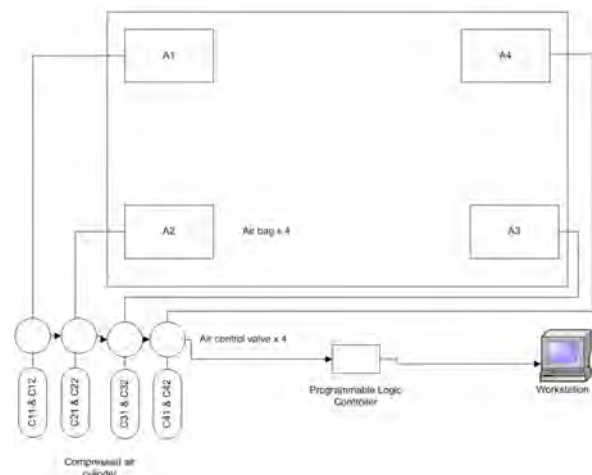 A1
A4
A2
Air bag x 4
A3
Air control valve x 4
C11 & C12
C21 & C22
C31 & C32
C41 & C42
Programmable Logic
Controller
Workstation
Compressed air
cylinder